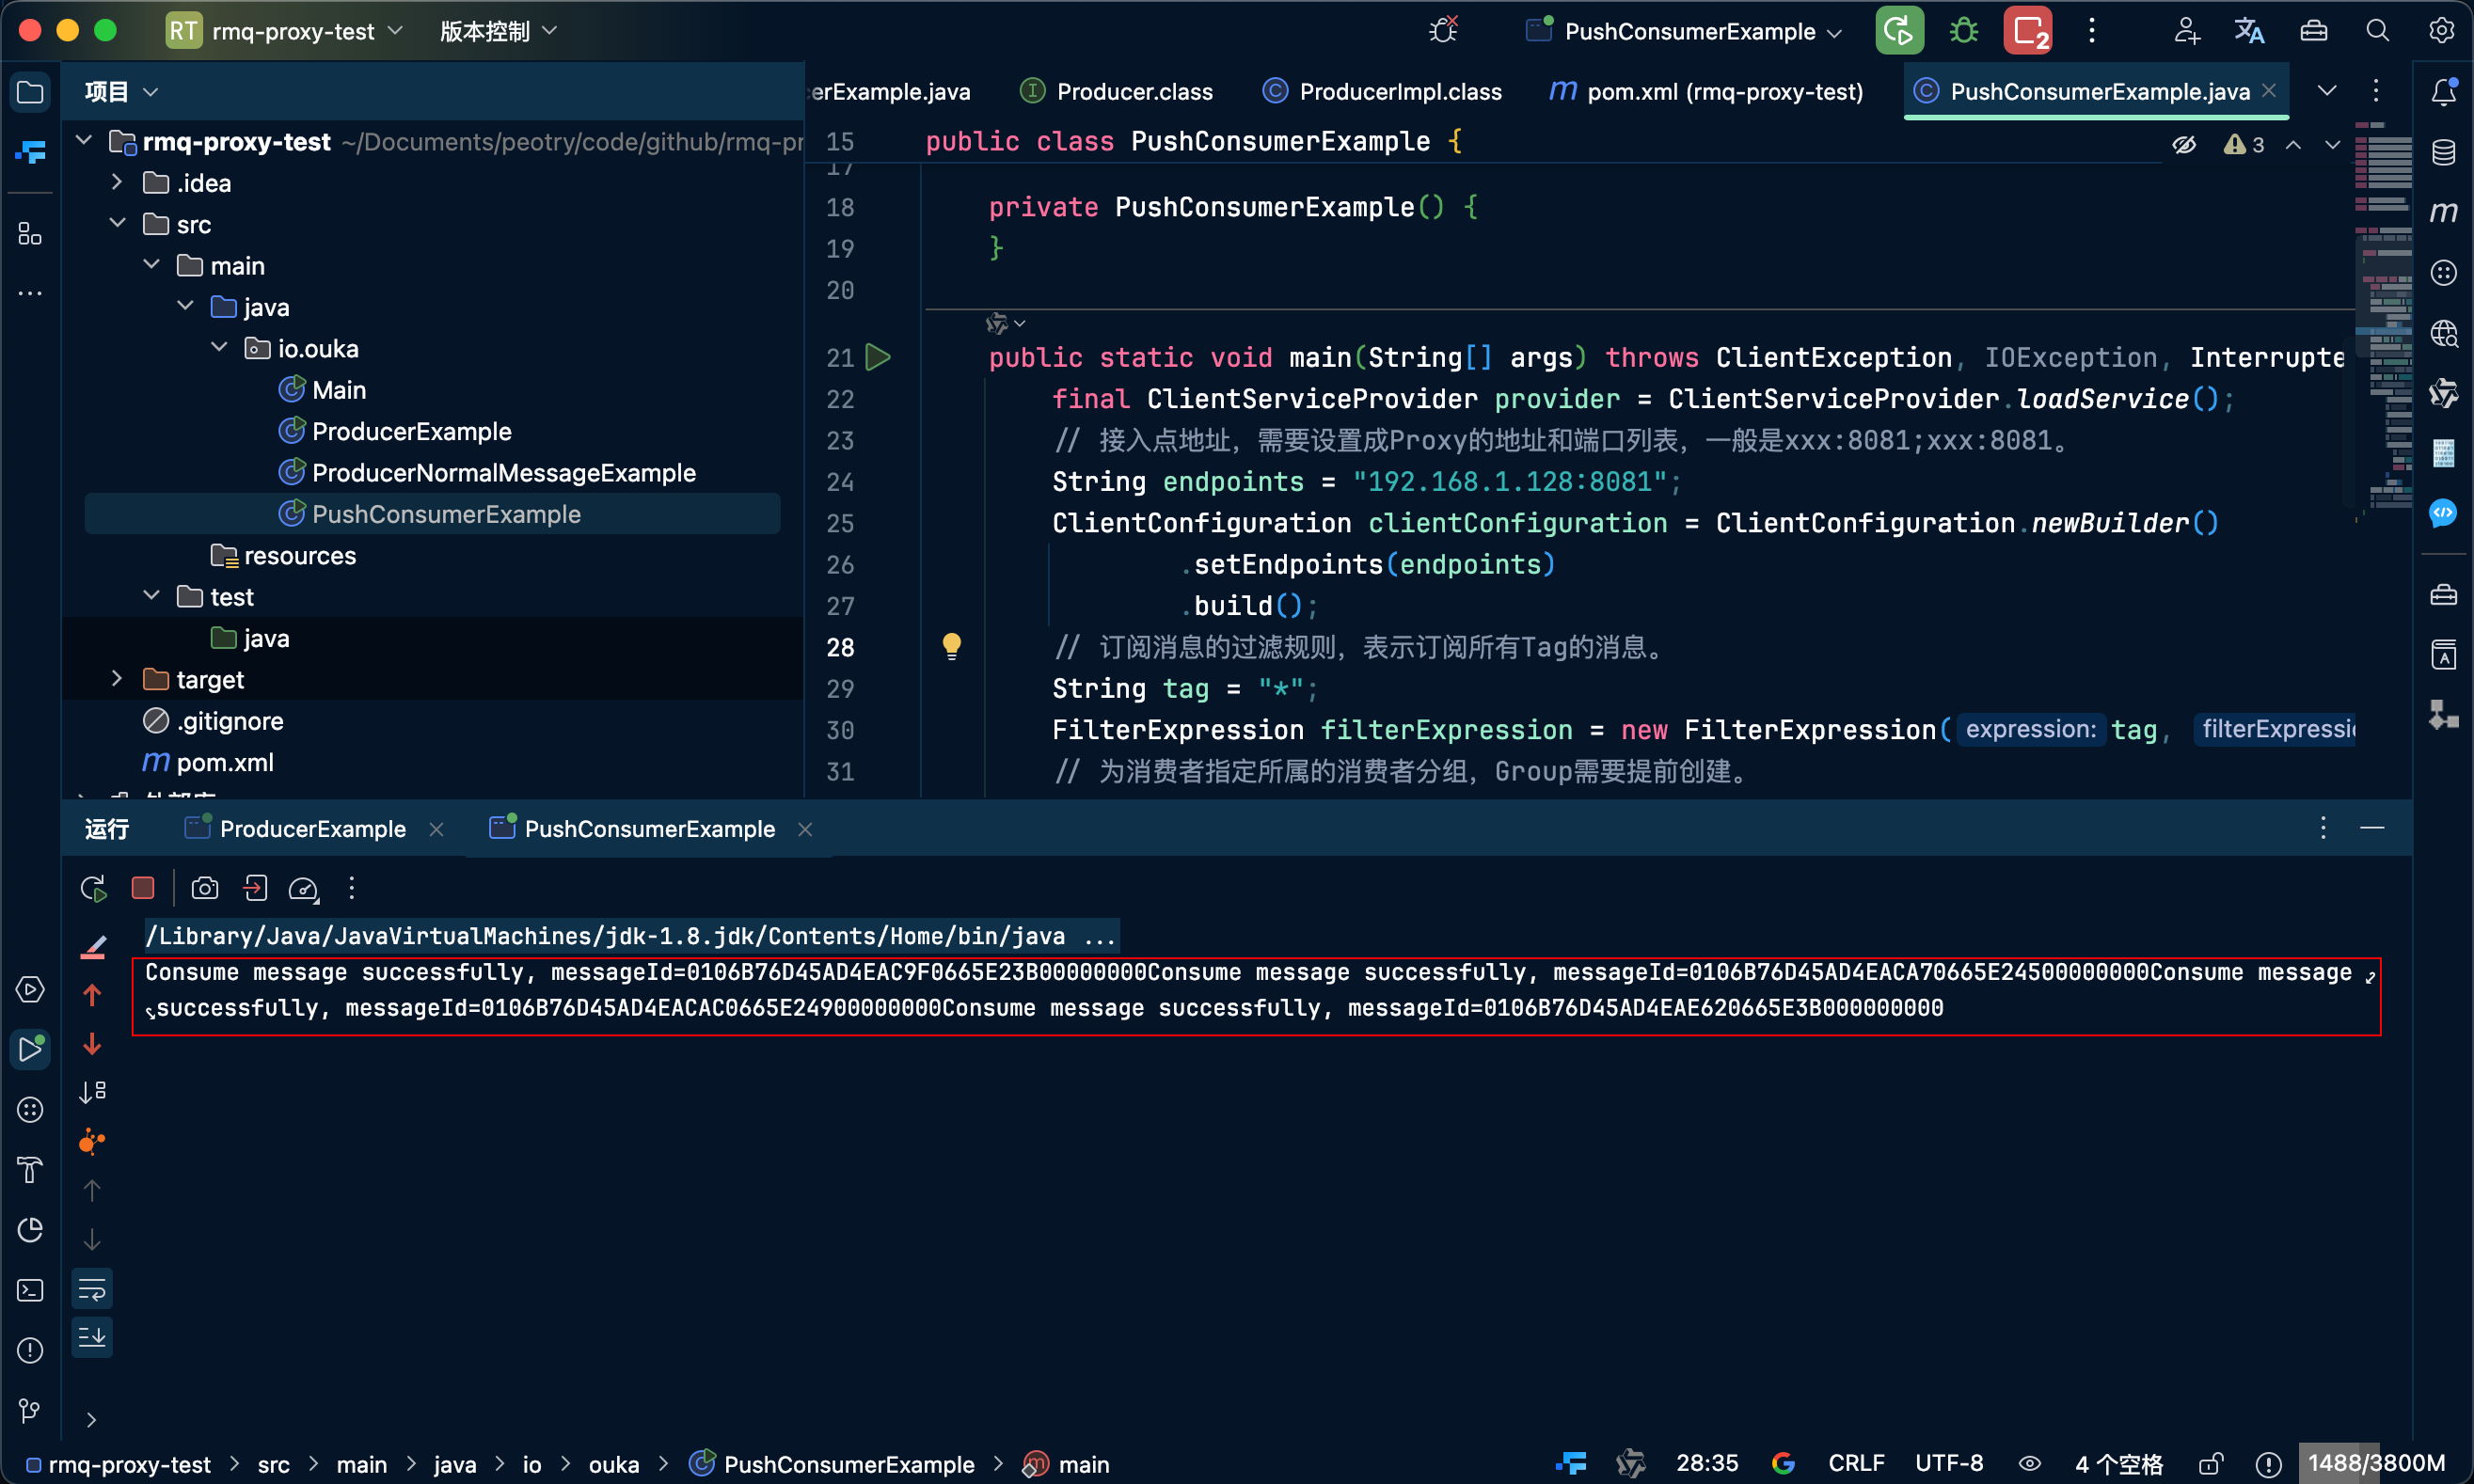 RT rmq-proxy-test 版本控制 PushConsumerExample 2
项目
rmq-proxy-test ~/Documents/peotry/code/github/rmq-pr
.idea
src
main
java
io.ouka
Main
ProducerExample
ProducerNormalMessageExample
PushConsumerExample
resources
test
java
target
.gitignore
pom.xml
erExample.java Producer.class ProducerImpl.class pom.xml (rmq-proxy-test) PushConsumerExample.java
15 public class PushConsumerExample {
3
17
18 private PushConsumerExample() {
19 }
20
21 public static void main(String[] args) throws ClientException, IOException, Interrupte
22 final ClientServiceProvider provider = ClientServiceProvider.loadService();
23 // 接入点地址，需要设置成Proxy的地址和端口列表，一般是xxx:8081;xxx:8081。
24 String endpoints = "192.168.1.128:8081";
25 ClientConfiguration clientConfiguration = ClientConfiguration.newBuilder()
26 .setEndpoints(endpoints)
27 .build();
28 // 订阅消息的过滤规则，表示订阅所有Tag的消息。
29 String tag = "*";
30 FilterExpression filterExpression = new FilterExpression( expression: tag, filterExpressi
31 // 为消费者指定所属的消费者分组，Group需要提前创建。
运行 ProducerExample PushConsumerExample
/Library/Java/JavaVirtualMachines/jdk-1.8.jdk/Contents/Home/bin/java ...
Consume message successfully, messageId=0106B76D45AD4EAC9F0665E23B00000000Consume message successfully, messageId=0106B76D45AD4EACA70665E24500000000Consume message
successfully, messageId=0106B76D45AD4EACAC0665E24900000000Consume message successfully, messageId=0106B76D45AD4EAE620665E3B000000000
rmq-proxy-test > src > main > java > io > ouka > PushConsumerExample > main 28:35 CRLF UTF-8 4 个空格 1488/3800M